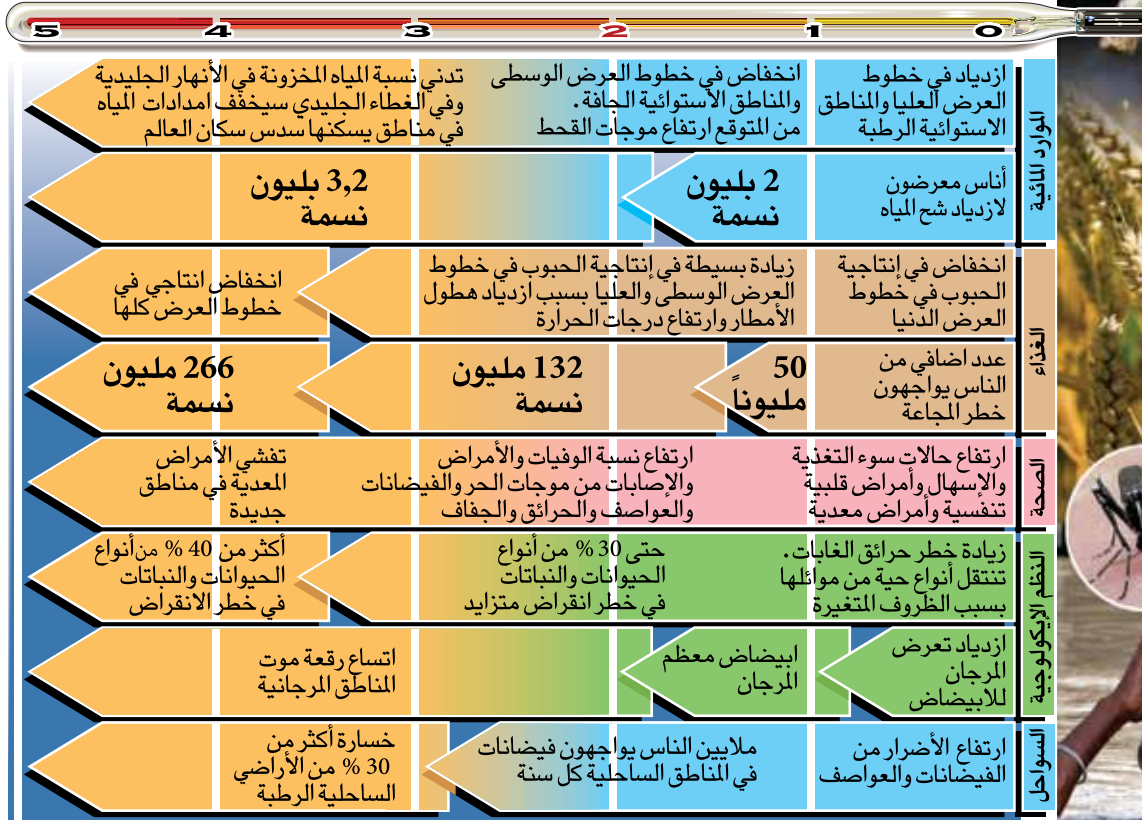 5 4 3 2 1 0
الموارد المائية
ازدياد في خطوط
العرض العليا والمناطق
الاستوائية الرطبة
انخفاض في خطوط العرض الوسطى
والمناطق الاستوائية الجافة.
من المتوقع ارتفاع موجات القحط
تدني نسبة المياه المخزونة في الأنهار الجليدية
وفي الغطاء الجليدي سيخفف امدادات المياه
في مناطق يسكنها سدس سكان العالم
أناس معرضون
لازدياد شح المياه
2 بليون
نسمة
3,2 بليون
نسمة
الغذاء
انخفاض في إنتاجية
الحبوب في خطوط
العرض الدنيا
زيادة بسيطة في إنتاجية الحبوب في خطوط
العرض الوسطى والعليا بسبب ازدياد هطول
الأمطار وارتفاع درجات الحرارة
انخفاض انتاجي في
خطوط العرض كلها
عدد اضافي من
الناس يواجهون
خطر المجاعة
50
مليوناً
132 مليون
نسمة
266 مليون
نسمة
الصحة
ارتفاع حالات سوء التغذية
والإسهال وأمراض قلبية
تنفسية وأمراض معدية
ارتفاع نسبة الوفيات والأمراض
والإصابات من موجات الحر والفيضانات
والعواصف والحرائق والجفاف
تفشي الأمراض
المعدية في مناطق
جديدة
النظم الإيكولوجية
زيادة خطر حرائق الغابات.
تنتقل أنواع حية من موائلها
بسبب الظروف المتغيرة
حتى 30 % من أنواع
الحيوانات والنباتات
في خطر انقراض متزايد
أكثر من 40 % من أنواع
الحيوانات والنباتات
في خطر الانقراض
ازدياد تعرض
المرجان
للابيضاض
ابيضاض معظم
المرجان
اتساع رقعة موت
المناطق المرجانية
السواحل
ارتفاع الأضرار من
الفيضانات والعواصف
ملايين الناس يواجهون فيضانات
في المناطق الساحلية كل سنة
خسارة أكثر من
30 % من الأراضي
الساحلية الرطبة